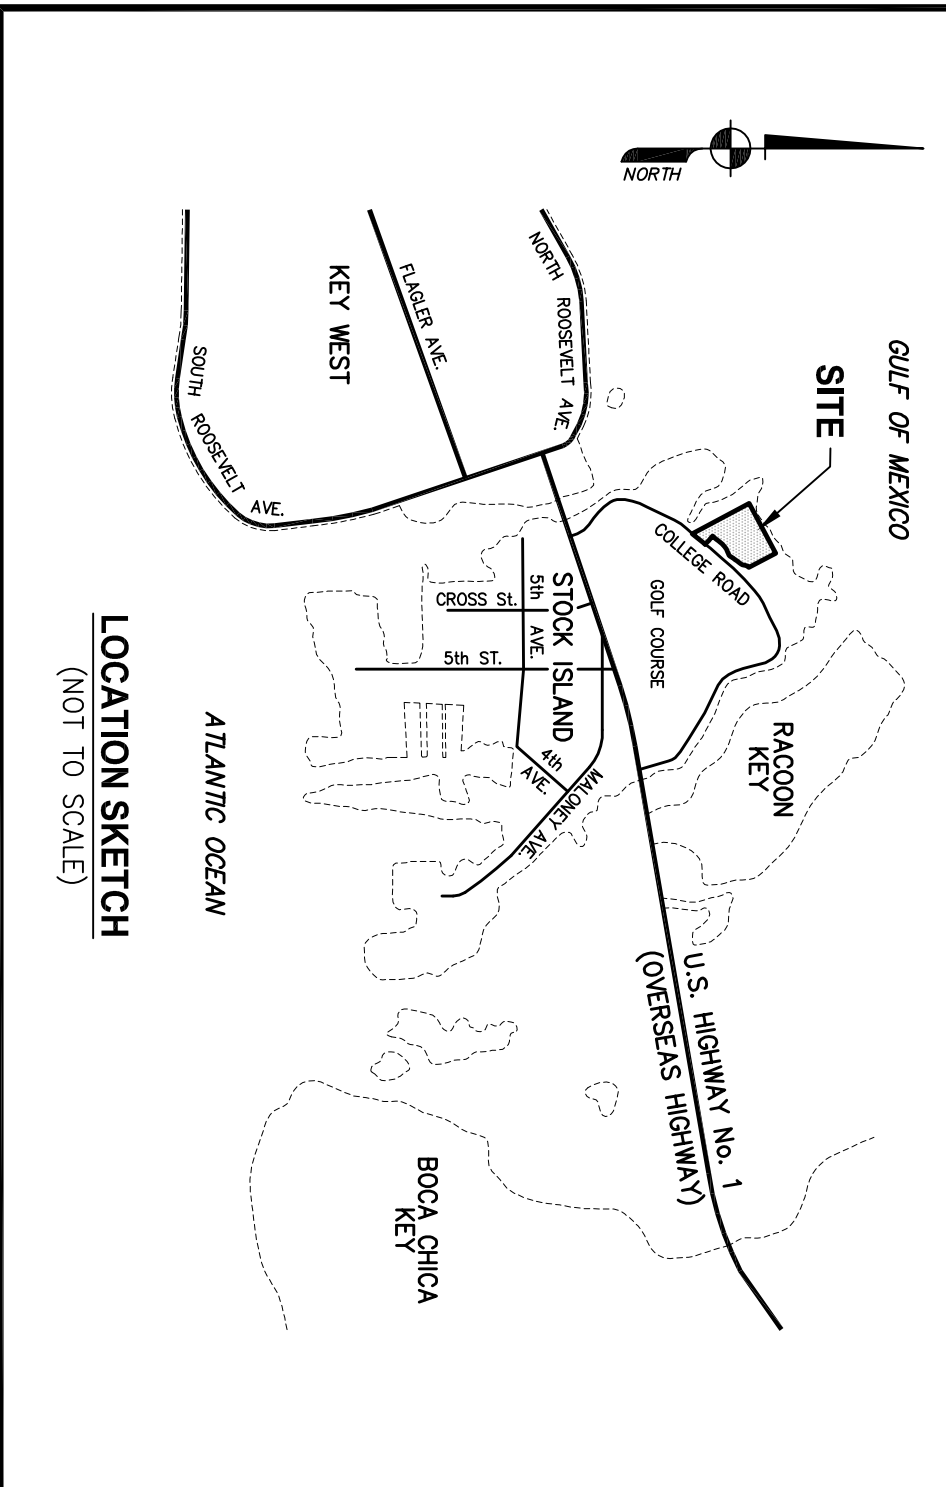 NORTH
GULF OF MEXICO
SITE
NORTH ROOSEVELT AVE.
FLAGLER AVE.
KEY WEST
SOUTH ROOSEVELT AVE.
COLLEGE ROAD
GOLF COURSE
RACOON
KEY
STOCK ISLAND
5th AVE.
CROSS St.
5th ST.
4th
AVE.
MALONEY AVE.
U.S. HIGHWAY No. 1
(OVERSEAS HIGHWAY)
BOCA CHICA
KEY
ATLANTIC OCEAN
LOCATION SKETCH
(NOT TO SCALE)